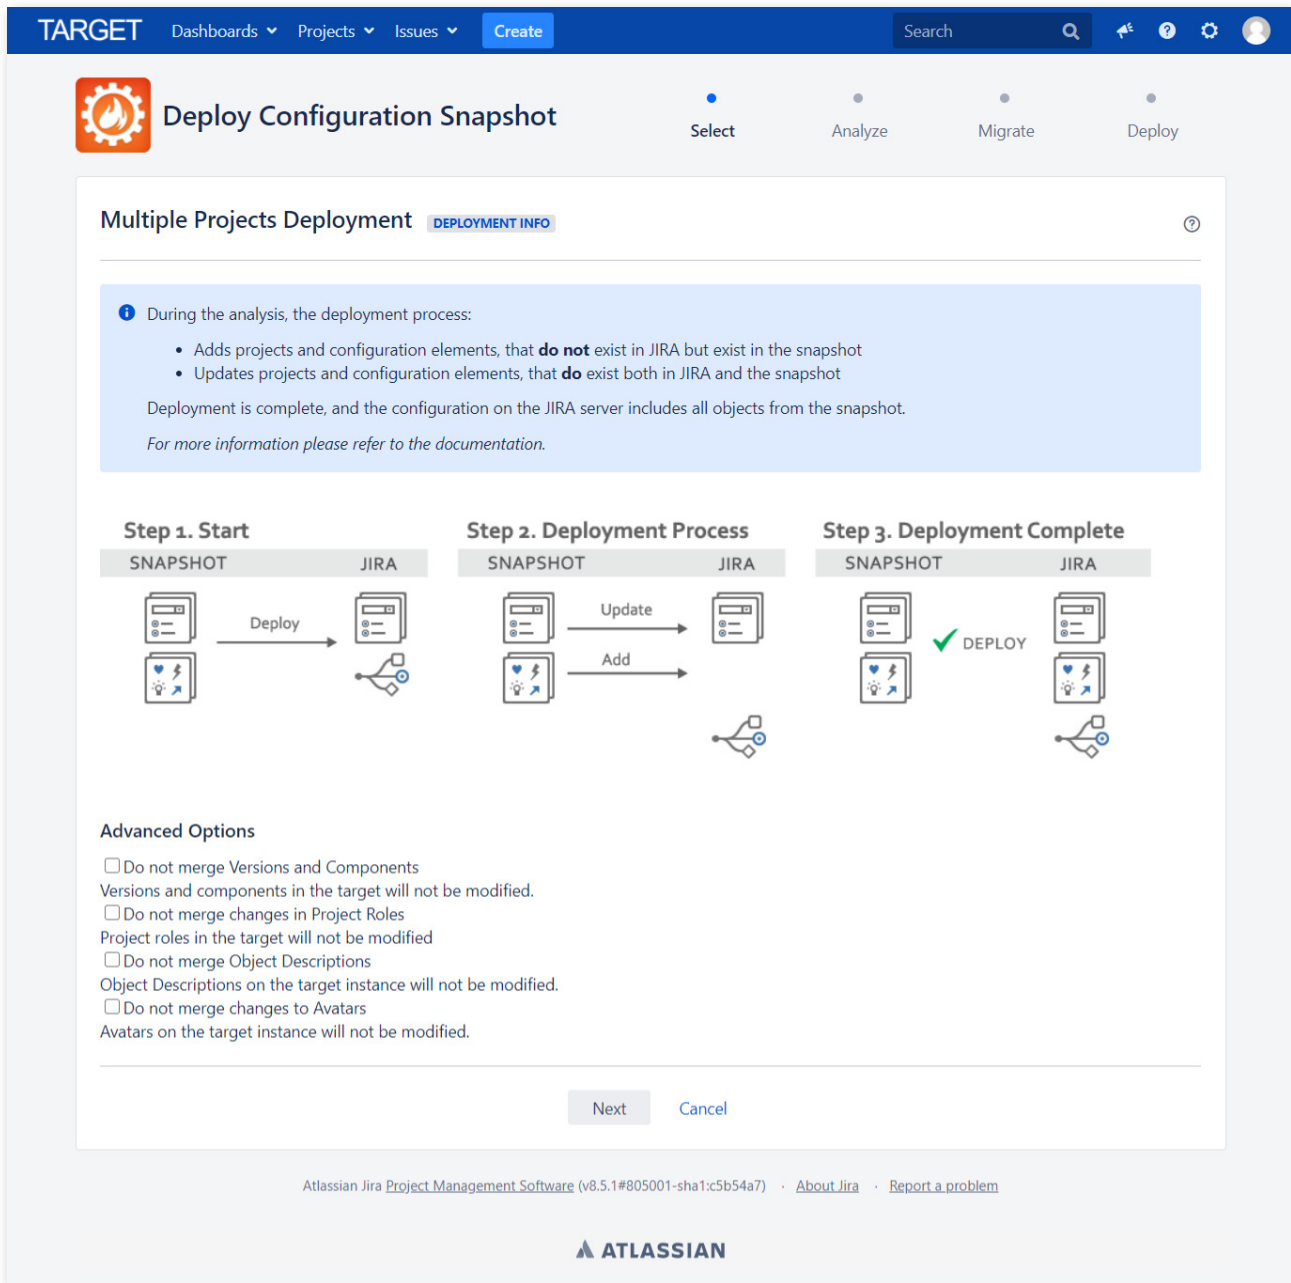 TARGET Dashboards Projects Issues Create Search
Deploy Configuration Snapshot
Select Analyze Migrate Deploy
Multiple Projects Deployment DEPLOYMENT INFO
During the analysis, the deployment process:
• Adds projects and configuration elements, that do not exist in JIRA but exist in the snapshot
• Updates projects and configuration elements, that do exist both in JIRA and the snapshot
Deployment is complete, and the configuration on the JIRA server includes all objects from the snapshot.
For more information please refer to the documentation.
Step 1. Start Step 2. Deployment Process Step 3. Deployment Complete
SNAPSHOT JIRA SNAPSHOT JIRA SNAPSHOT JIRA
Deploy Update DEPLOY
Add
Advanced Options
Do not merge Versions and Components
Versions and components in the target will not be modified.
Do not merge changes in Project Roles
Project roles in the target will not be modified
Do not merge Object Descriptions
Object Descriptions on the target instance will not be modified.
Do not merge changes to Avatars
Avatars on the target instance will not be modified.
Next Cancel
Atlassian Jira Project Management Software (v8.5.1#805001-sha1:c5b54a7) · About Jira · Report a problem
ATLASSIAN